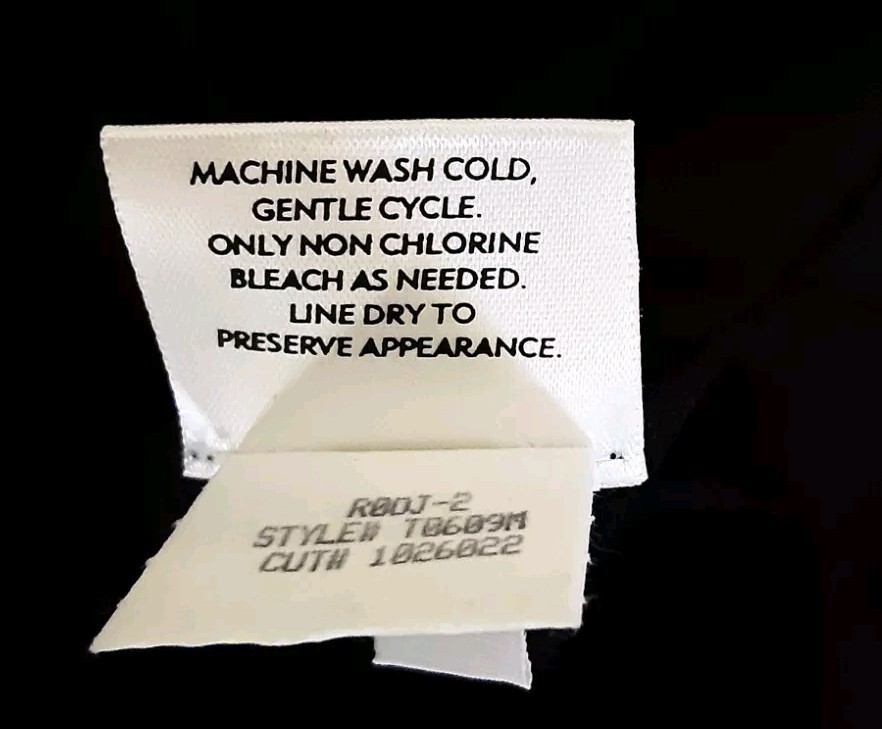 MACHINE WASH COLD,
GENTLE CYCLE.
ONLY NON CHLORINE
BLEACH AS NEEDED.
LINE DRY TO
PRESERVE APPEARANCE.
R0DJ-2
STYLE# T0609M
CUT# 1026022